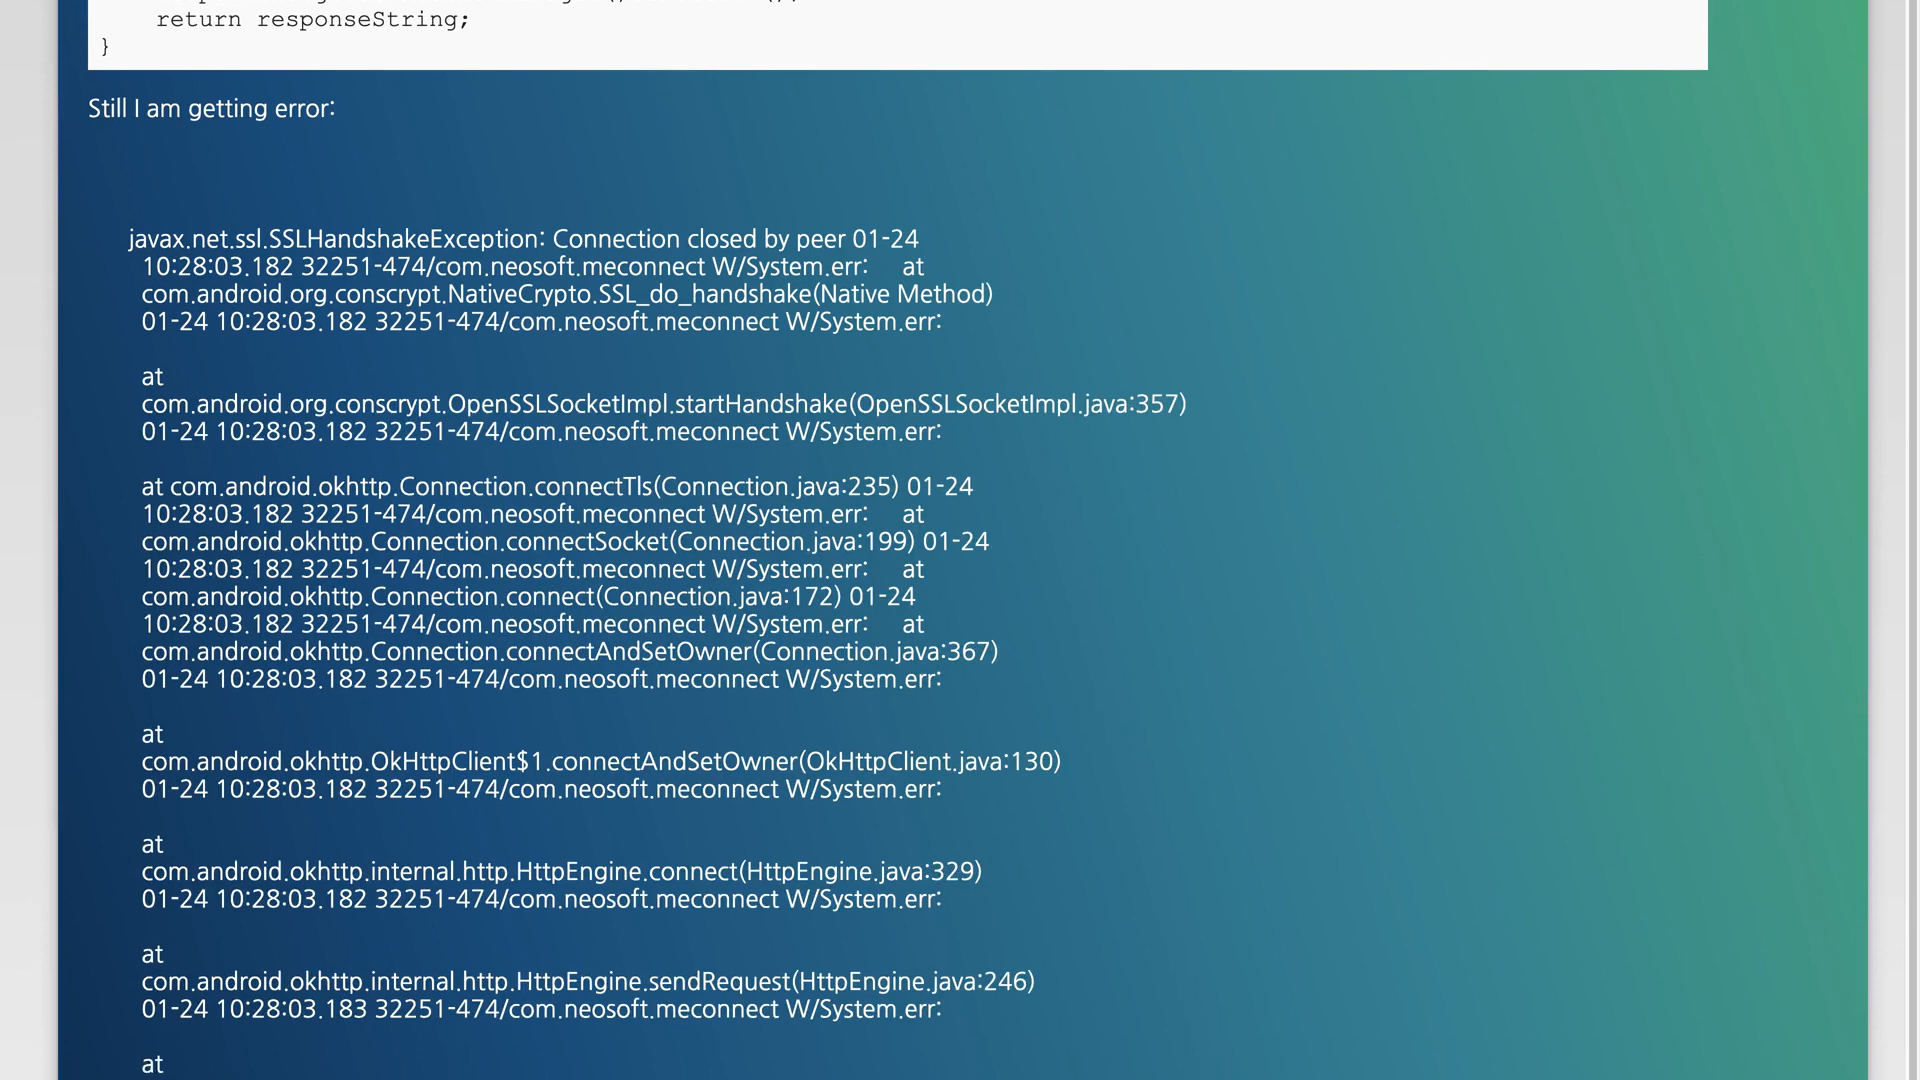 return responseString;
}
Still I am getting error:
javax.net.ssl.SSLHandshakeException: Connection closed by peer 01-24
10:28:03.182 32251-474/com.neosoft.meconnect W/System.err:     at
com.android.org.conscrypt.NativeCrypto.SSL_do_handshake(Native Method)
01-24 10:28:03.182 32251-474/com.neosoft.meconnect W/System.err:
at
com.android.org.conscrypt.OpenSSLSocketImpl.startHandshake(OpenSSLSocketImpl.java:357)
01-24 10:28:03.182 32251-474/com.neosoft.meconnect W/System.err:
at com.android.okhttp.Connection.connectTls(Connection.java:235) 01-24
10:28:03.182 32251-474/com.neosoft.meconnect W/System.err:     at
com.android.okhttp.Connection.connectSocket(Connection.java:199) 01-24
10:28:03.182 32251-474/com.neosoft.meconnect W/System.err:     at
com.android.okhttp.Connection.connect(Connection.java:172) 01-24
10:28:03.182 32251-474/com.neosoft.meconnect W/System.err:     at
com.android.okhttp.Connection.connectAndSetOwner(Connection.java:367)
01-24 10:28:03.182 32251-474/com.neosoft.meconnect W/System.err:
at
com.android.okhttp.OkHttpClient$1.connectAndSetOwner(OkHttpClient.java:130)
01-24 10:28:03.182 32251-474/com.neosoft.meconnect W/System.err:
at
com.android.okhttp.internal.http.HttpEngine.connect(HttpEngine.java:329)
01-24 10:28:03.182 32251-474/com.neosoft.meconnect W/System.err:
at
com.android.okhttp.internal.http.HttpEngine.sendRequest(HttpEngine.java:246)
01-24 10:28:03.183 32251-474/com.neosoft.meconnect W/System.err:
at